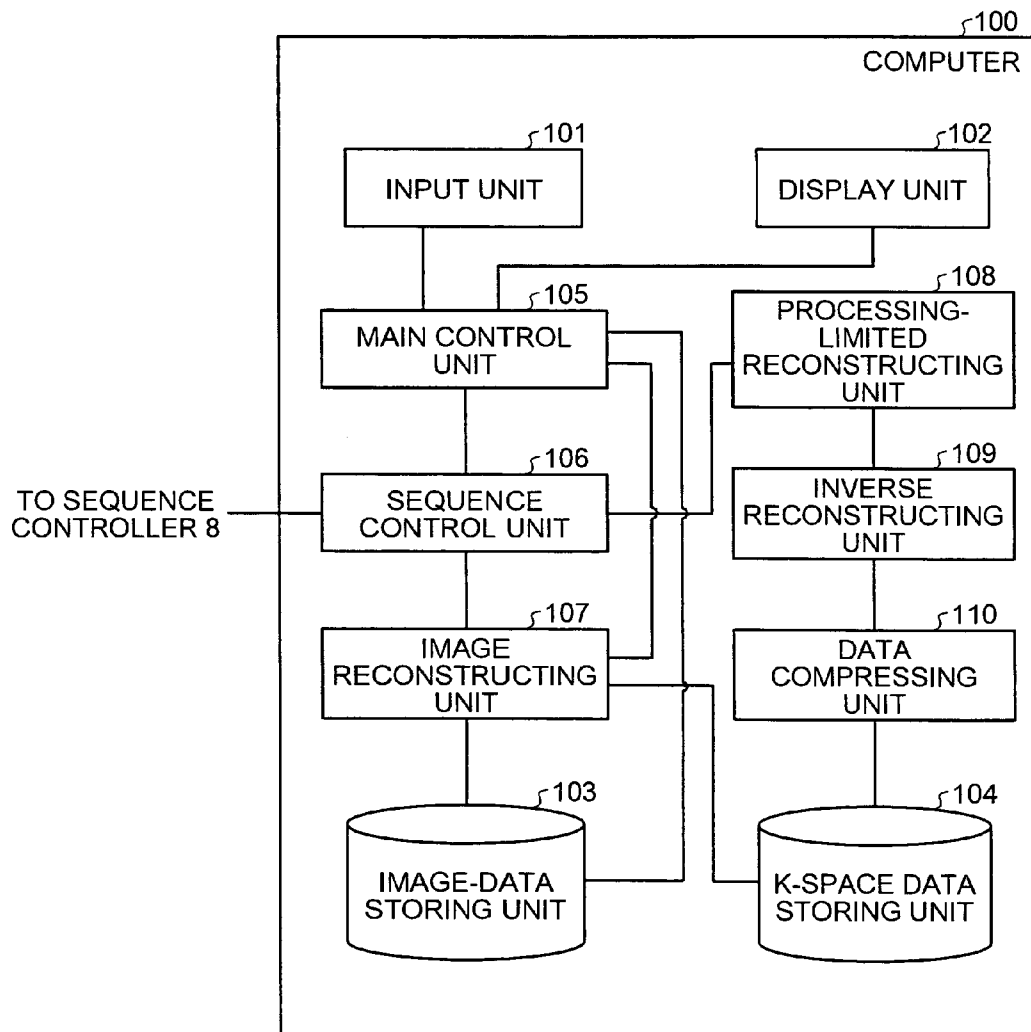 100
COMPUTER
101
INPUT UNIT
102
DISPLAY UNIT
105
MAIN CONTROL
UNIT
108
PROCESSING-
LIMITED
RECONSTRUCTING
UNIT
106
SEQUENCE
CONTROL UNIT
TO SEQUENCE
CONTROLLER 8
109
INVERSE
RECONSTRUCTING
UNIT
107
IMAGE
RECONSTRUCTING
UNIT
110
DATA
COMPRESSING
UNIT
103
IMAGE-DATA
STORING UNIT
104
K-SPACE DATA
STORING UNIT